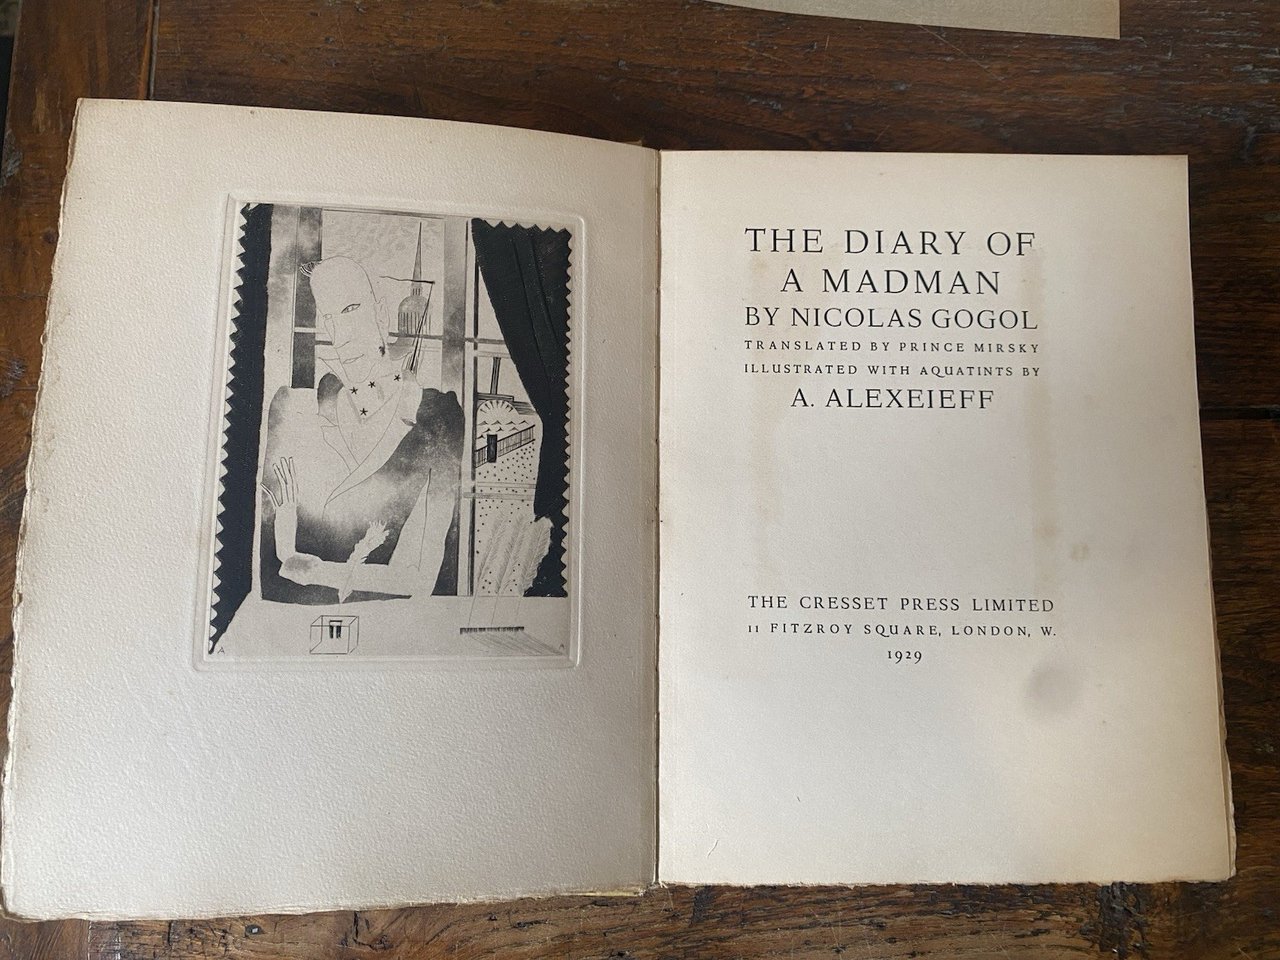 THE DIARY OF
A MADMAN
BY NICOLAS GOGOL
TRANSLATED BY PRINCE MIRSKY
ILLUSTRATED WITH AQUATINTS BY
A. ALEXEIEFF
THE CRESSET PRESS LIMITED
11 FITZROY SQUARE, LONDON, W.
1929